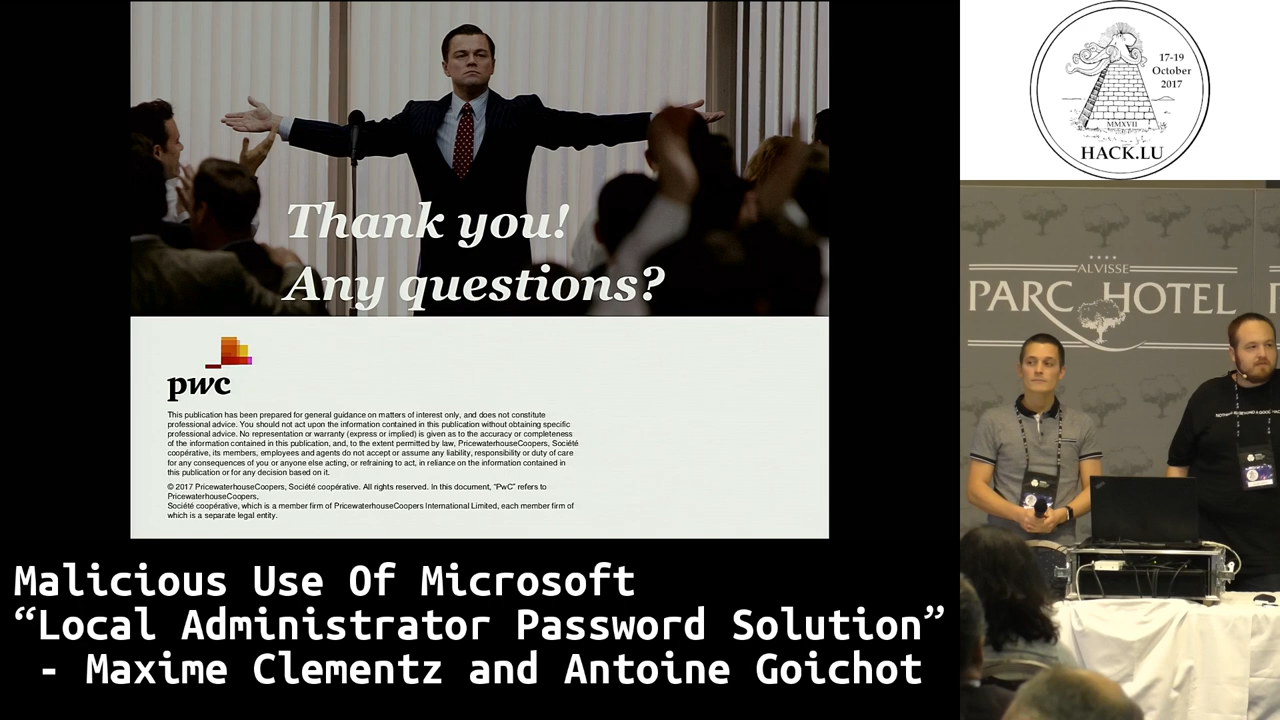 Thank you!
Any questions?
pwc
This publication has been prepared for general guidance on matters of interest only, and does not constitute
professional advice. You should not act upon the information contained in this publication without obtaining specific
professional advice. No representation or warranty (express or implied) is given as to the accuracy or completeness
of the information contained in this publication, and, to the extent permitted by law, PricewaterhouseCoopers, Société
coopérative, its members, employees and agents do not accept or assume any liability, responsibility or duty of care
for any consequences of you or anyone else acting, or refraining to act, in reliance on the information contained in
this publication or for any decision based on it.
© 2017 PricewaterhouseCoopers, Société coopérative. All rights reserved. In this document, "PwC" refers to
PricewaterhouseCoopers,
Société coopérative, which is a member firm of PricewaterhouseCoopers International Limited, each member firm of
which is a separate legal entity.
Malicious Use Of Microsoft
“Local Administrator Password Solution”
- Maxime Clementz and Antoine Goichot
17-19
October
2017
MMXVII
HACK.LU
ALVISSE
PARC HOTEL